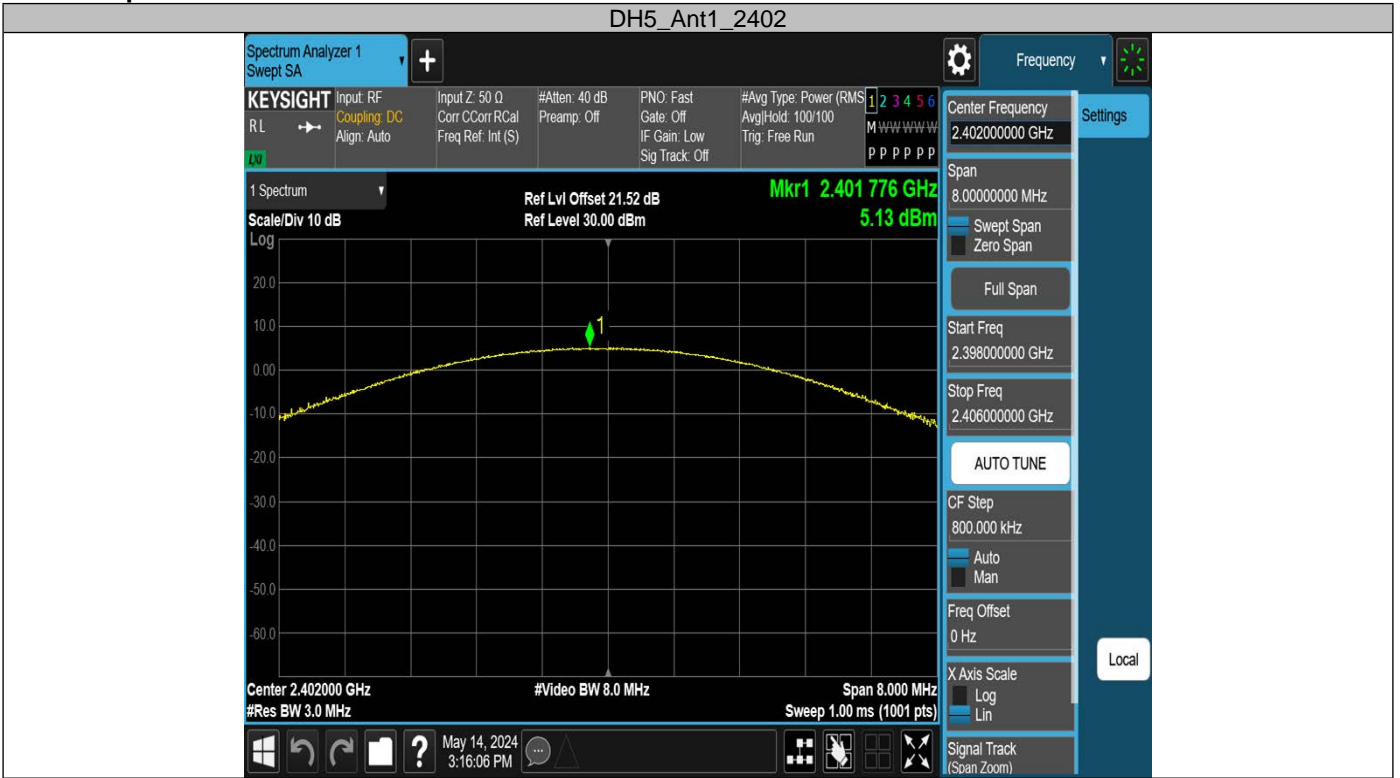 DH5_Ant1_2402
Spectrum Analyzer 1
Swept SA
+
Frequency
KEYSIGHT
R L
LXI
Input: RF
Coupling: DC
Align: Auto
Input Z: 50 Ω
Corr CCorr RCal
Freq Ref: Int (S)
#Atten: 40 dB
Preamp: Off
PNO: Fast
Gate: Off
IF Gain: Low
Sig Track: Off
#Avg Type: Power (RMS
Avg|Hold: 100/100
Trig: Free Run
1 2 3 4 5 6
M W W W W W
P P P P P P
Center Frequency
2.402000000 GHz
Settings
1 Spectrum
Scale/Div 10 dB
Ref Lvl Offset 21.52 dB
Ref Level 30.00 dBm
Mkr1 2.401 776 GHz
5.13 dBm
Log
20.0
10.0
0.00
-10.0
-20.0
-30.0
-40.0
-50.0
-60.0
1
Span
8.00000000 MHz
Swept Span
Zero Span
Full Span
Start Freq
2.398000000 GHz
Stop Freq
2.406000000 GHz
AUTO TUNE
CF Step
800.000 kHz
Auto
Man
Freq Offset
0 Hz
X Axis Scale
Log
Lin
Signal Track
(Span Zoom)
Local
Center 2.402000 GHz
#Res BW 3.0 MHz
#Video BW 8.0 MHz
Span 8.000 MHz
Sweep 1.00 ms (1001 pts)
?
May 14, 2024
3:16:06 PM